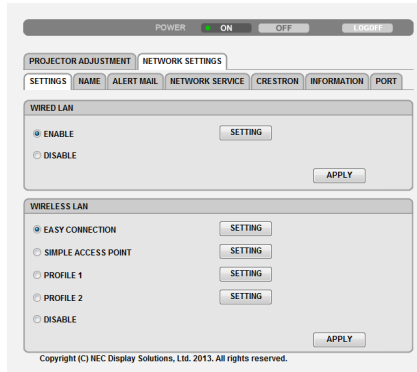 POWER ON OFF LOGOFF
PROJECTOR ADJUSTMENT NETWORK SETTINGS
SETTINGS NAME ALERT MAIL NETWORK SERVICE CRESTRON INFORMATION PORT
WIRED LAN
ENABLE SETTING
DISABLE
APPLY
WIRELESS LAN
EASY CONNECTION SETTING
SIMPLE ACCESS POINT SETTING
PROFILE 1 SETTING
PROFILE 2 SETTING
DISABLE
APPLY
Copyright (C) NEC Display Solutions, Ltd. 2013. All rights reserved.